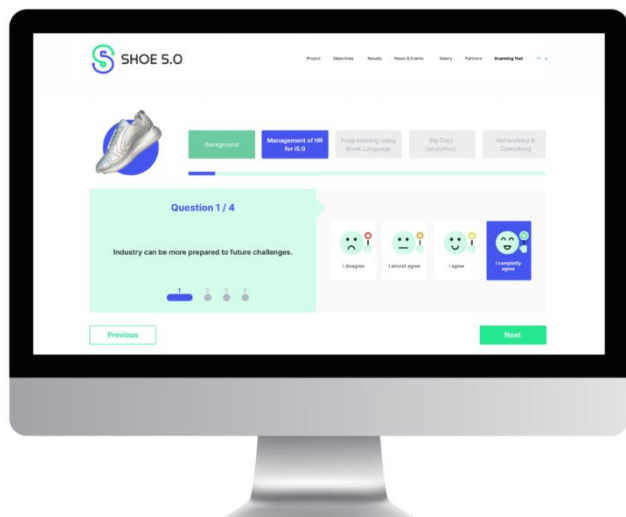 SHOE 5.0
Project Objectives Results News & Events Gallery Partners Scanning Tool
Background
Management of HR
for i5.0
Programming using
Block Language
Big Data
(analytics)
Networking &
Coworking
Question 1 / 4
Industry can be more prepared to future challenges.
1 2 3 4
I disagree
I almost agree
I agree
I completly
agree
Previous
Next